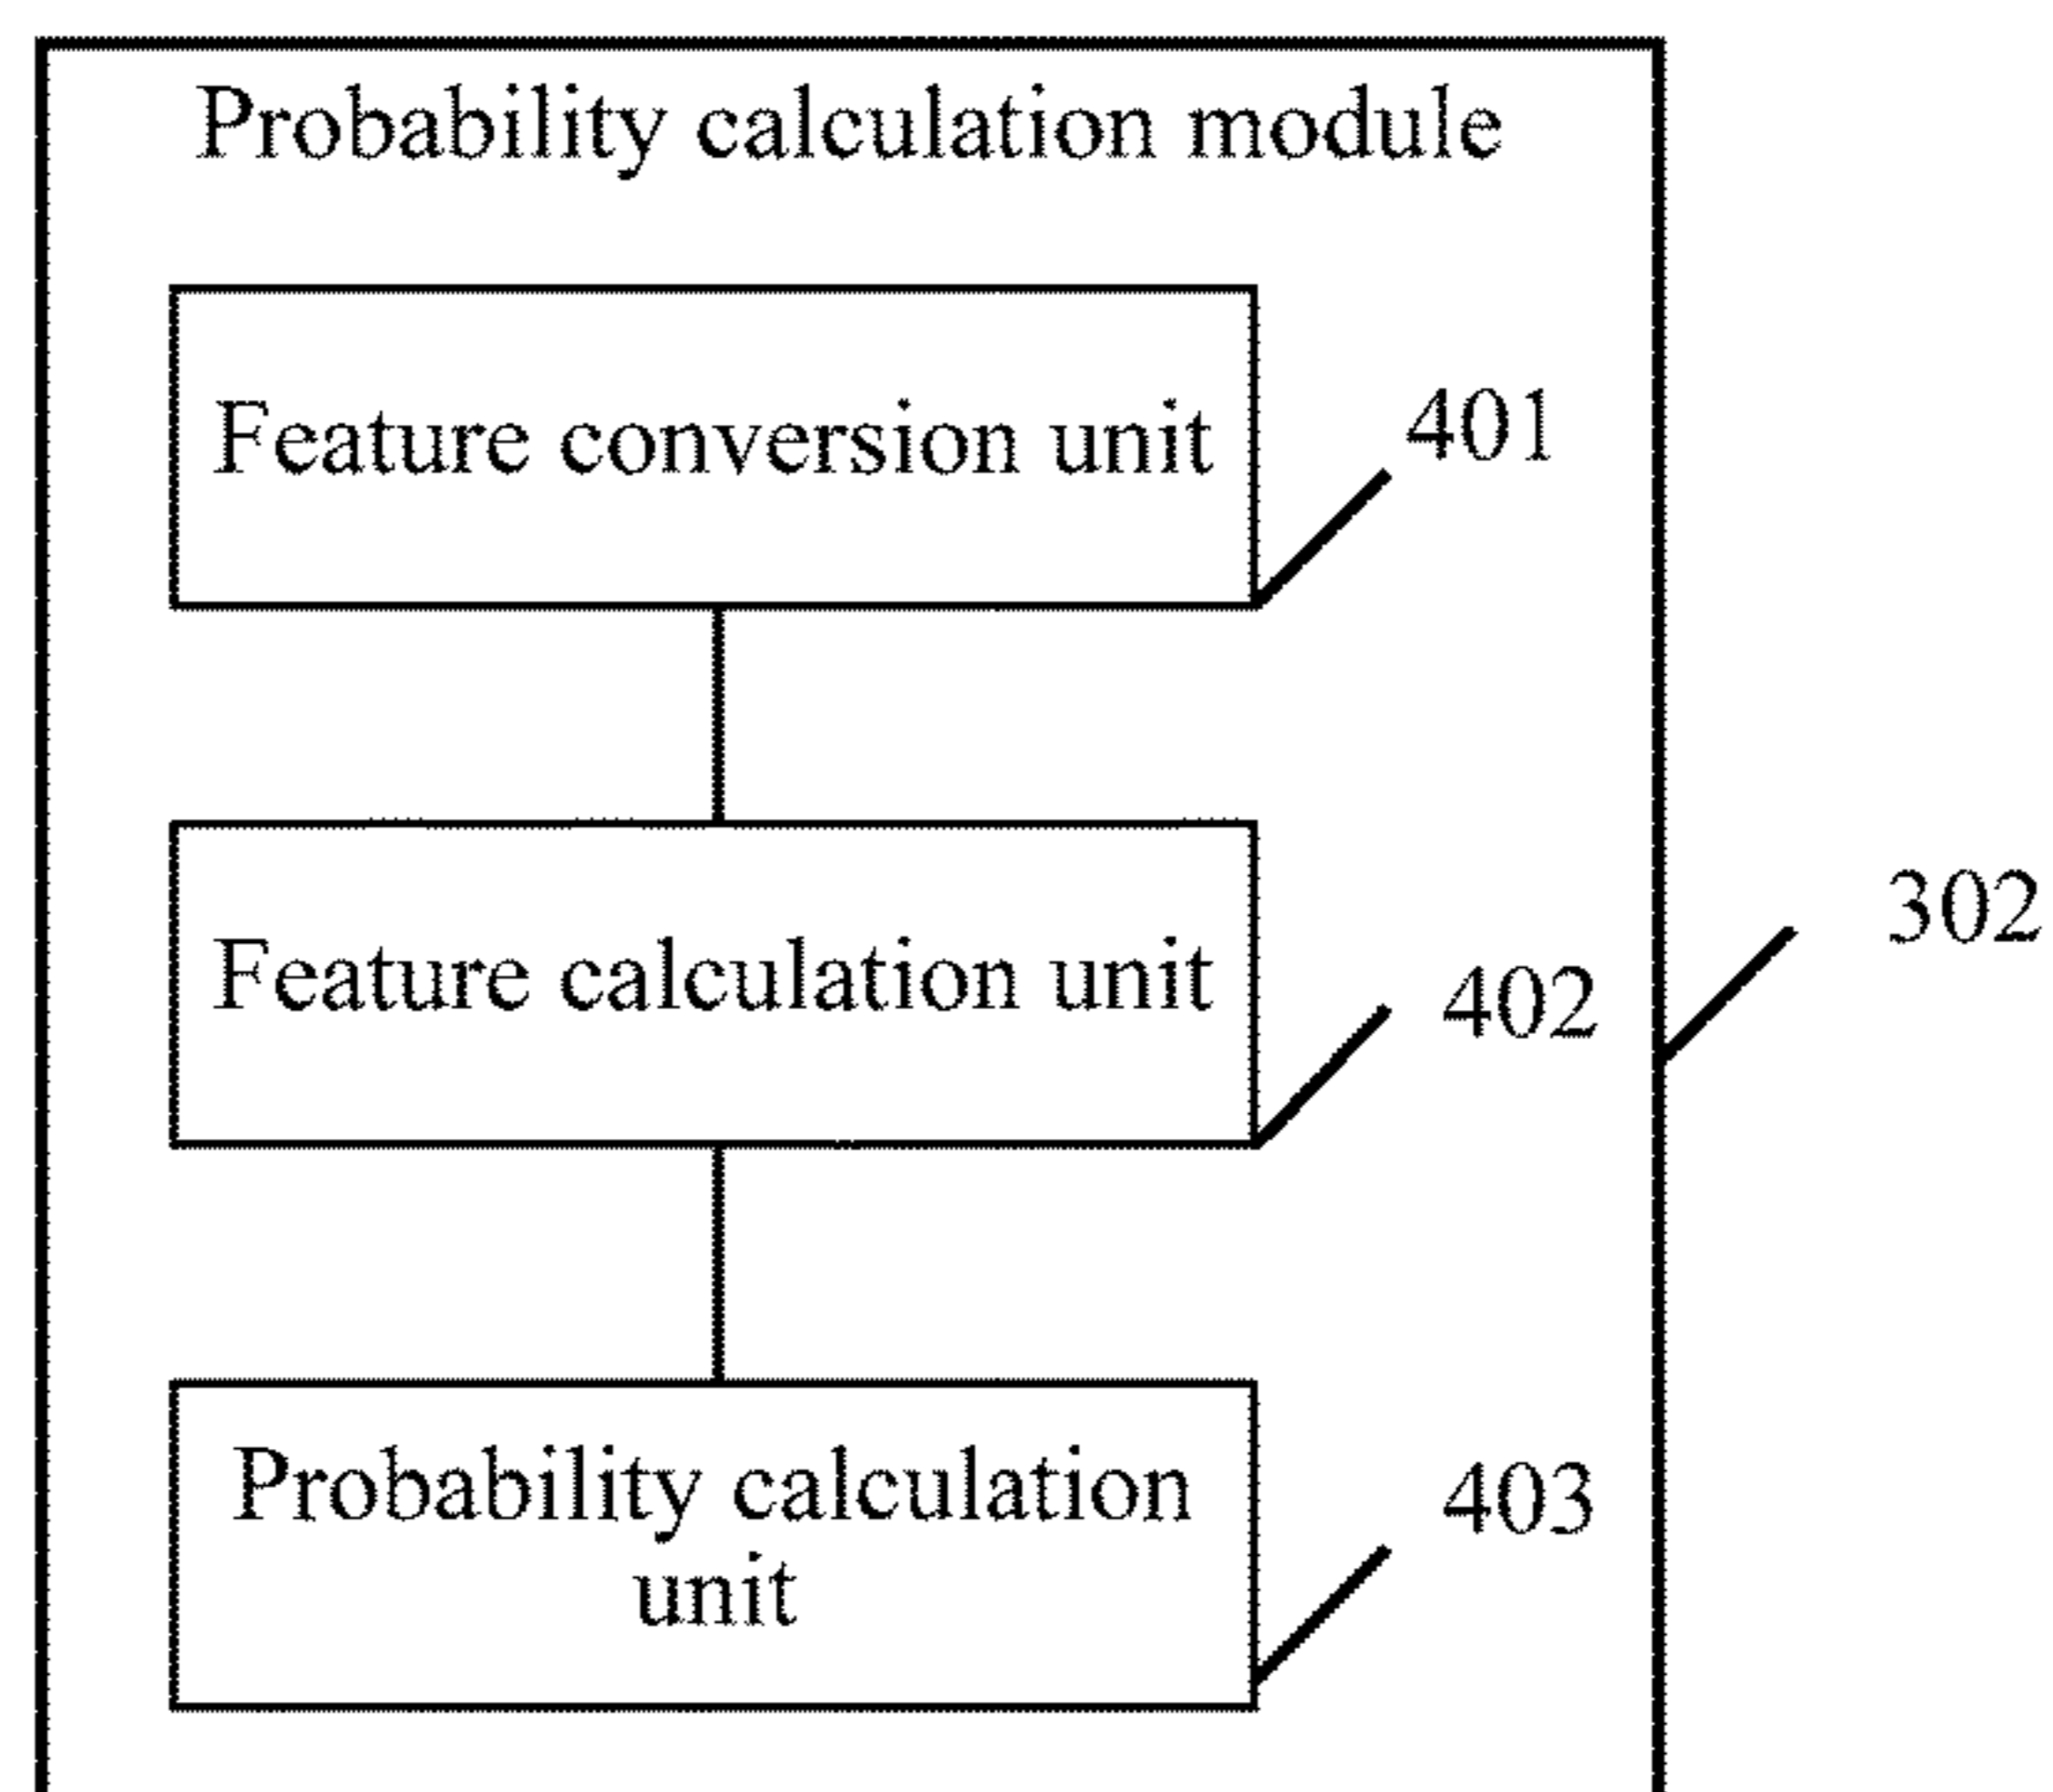 Probability calculation module
Feature conversion unit
401
Feature calculation unit
402
302
Probability calculation
unit
403